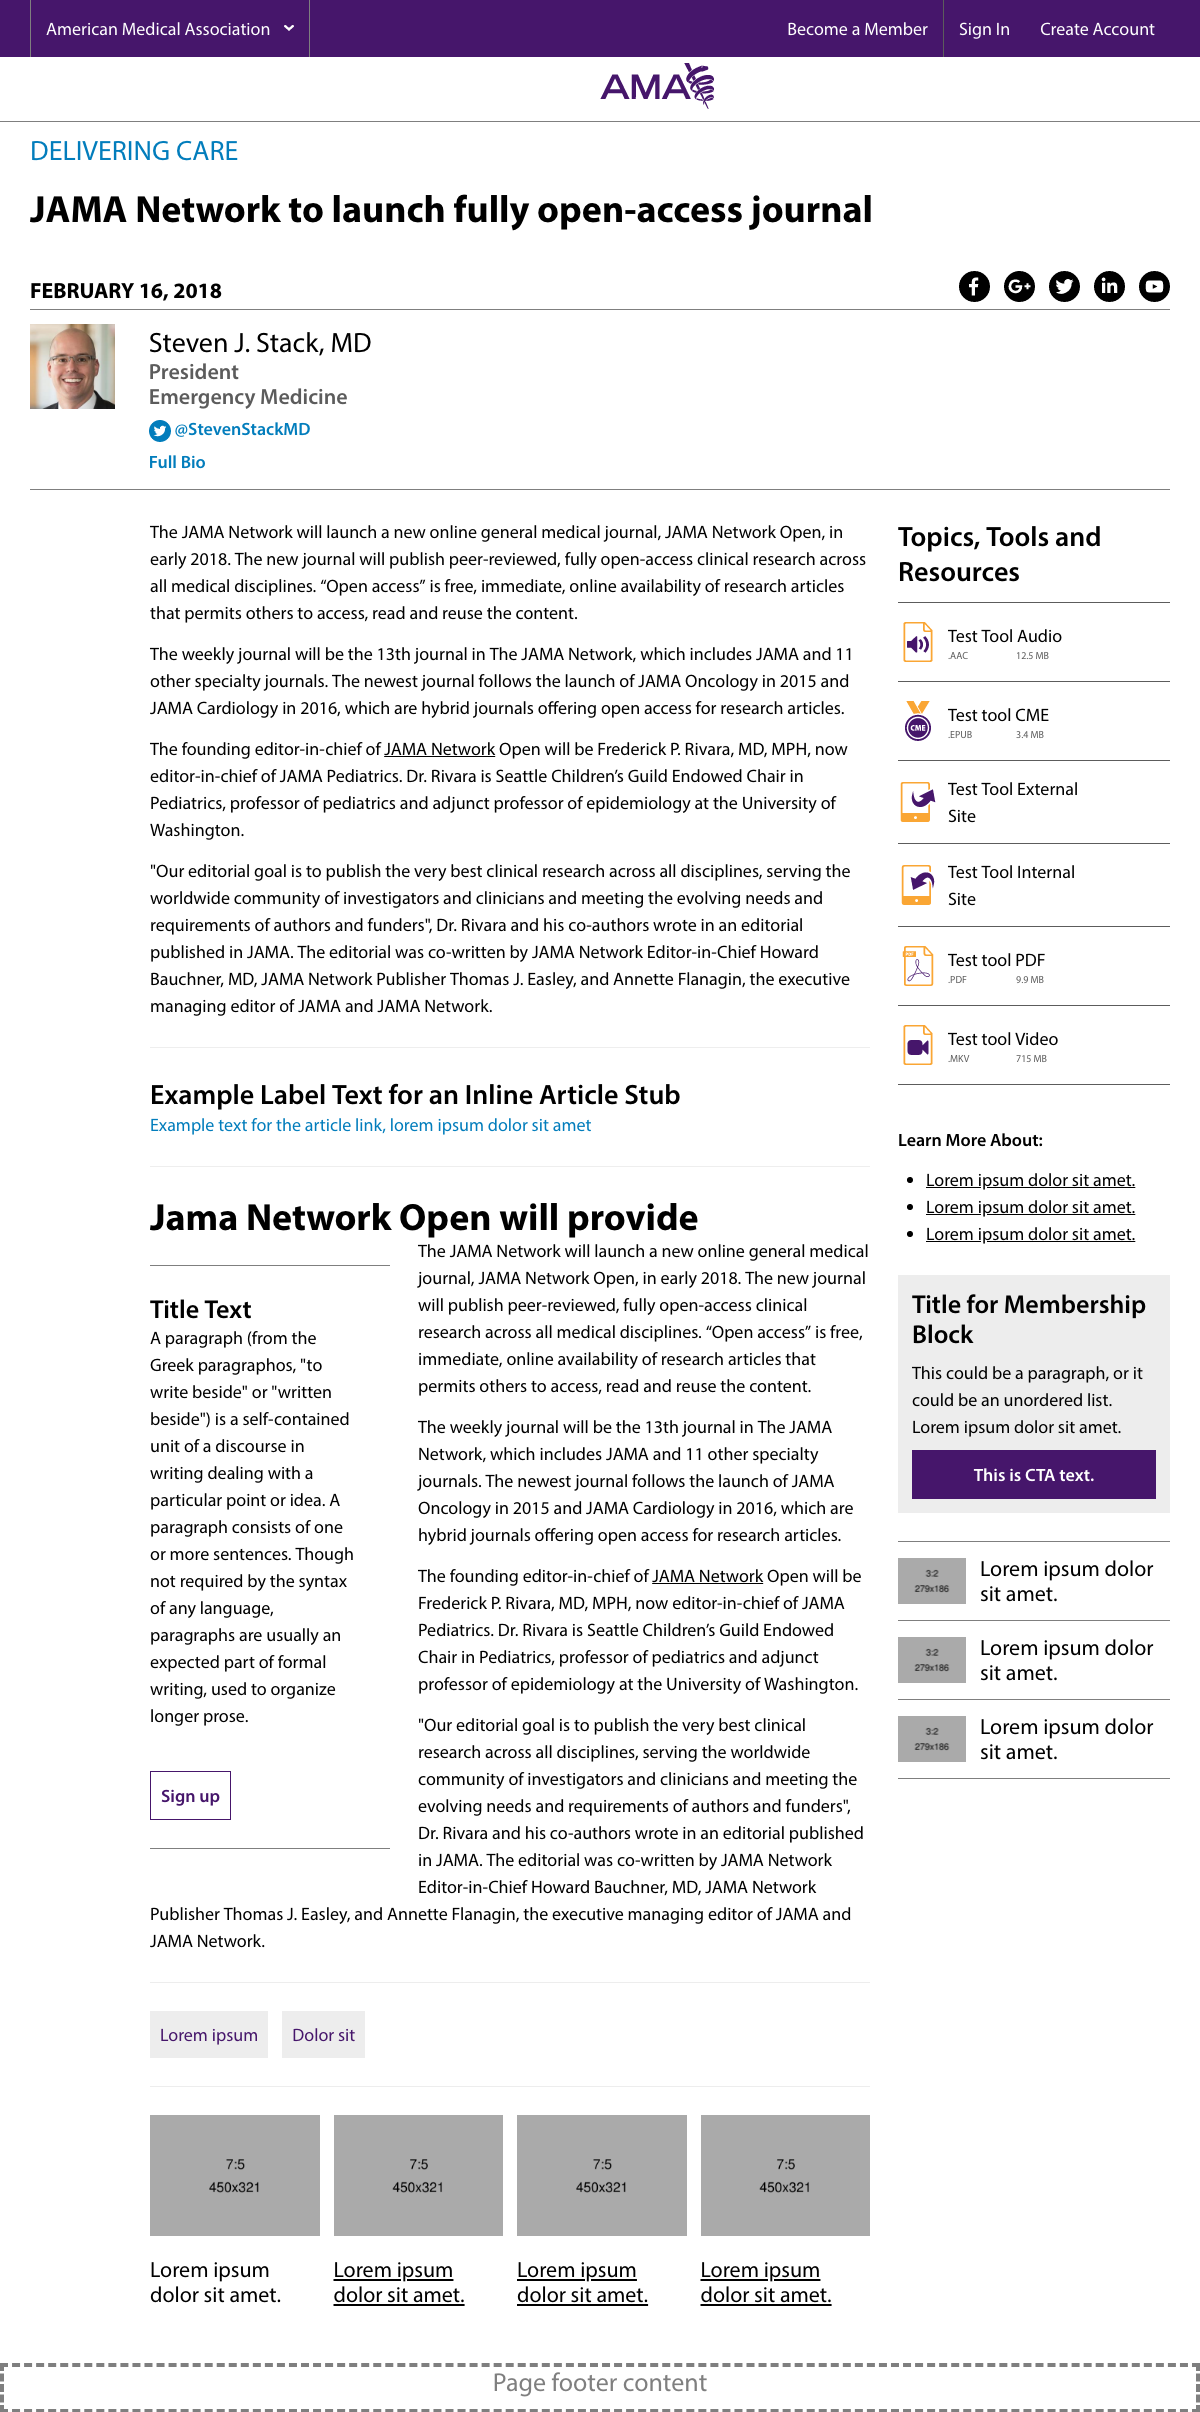 American Medical Association
Become a Member
Sign In
Create Account
AMA
DELIVERING CARE
JAMA Network to launch fully open-access journal
FEBRUARY 16, 2018
Steven J. Stack, MD
President
Emergency Medicine
@StevenStackMD
Full Bio
The JAMA Network will launch a new online general medical journal, JAMA Network Open, in
early 2018. The new journal will publish peer-reviewed, fully open-access clinical research across
all medical disciplines. “Open access” is free, immediate, online availability of research articles
that permits others to access, read and reuse the content.
The weekly journal will be the 13th journal in The JAMA Network, which includes JAMA and 11
other specialty journals. The newest journal follows the launch of JAMA Oncology in 2015 and
JAMA Cardiology in 2016, which are hybrid journals offering open access for research articles.
The founding editor-in-chief of JAMA Network Open will be Frederick P. Rivara, MD, MPH, now
editor-in-chief of JAMA Pediatrics. Dr. Rivara is Seattle Children’s Guild Endowed Chair in
Pediatrics, professor of pediatrics and adjunct professor of epidemiology at the University of
Washington.
"Our editorial goal is to publish the very best clinical research across all disciplines, serving the
worldwide community of investigators and clinicians and meeting the evolving needs and
requirements of authors and funders", Dr. Rivara and his co-authors wrote in an editorial
published in JAMA. The editorial was co-written by JAMA Network Editor-in-Chief Howard
Bauchner, MD, JAMA Network Publisher Thomas J. Easley, and Annette Flanagin, the executive
managing editor of JAMA and JAMA Network.
Example Label Text for an Inline Article Stub
Example text for the article link, lorem ipsum dolor sit amet
Jama Network Open will provide
Title Text
A paragraph (from the
Greek paragraphos, "to
write beside" or "written
beside") is a self-contained
unit of a discourse in
writing dealing with a
particular point or idea. A
paragraph consists of one
or more sentences. Though
not required by the syntax
of any language,
paragraphs are usually an
expected part of formal
writing, used to organize
longer prose.
Sign up
The JAMA Network will launch a new online general medical
journal, JAMA Network Open, in early 2018. The new journal
will publish peer-reviewed, fully open-access clinical
research across all medical disciplines. “Open access” is free,
immediate, online availability of research articles that
permits others to access, read and reuse the content.
The weekly journal will be the 13th journal in The JAMA
Network, which includes JAMA and 11 other specialty
journals. The newest journal follows the launch of JAMA
Oncology in 2015 and JAMA Cardiology in 2016, which are
hybrid journals offering open access for research articles.
The founding editor-in-chief of JAMA Network Open will be
Frederick P. Rivara, MD, MPH, now editor-in-chief of JAMA
Pediatrics. Dr. Rivara is Seattle Children’s Guild Endowed
Chair in Pediatrics, professor of pediatrics and adjunct
professor of epidemiology at the University of Washington.
"Our editorial goal is to publish the very best clinical
research across all disciplines, serving the worldwide
community of investigators and clinicians and meeting the
evolving needs and requirements of authors and funders",
Dr. Rivara and his co-authors wrote in an editorial published
in JAMA. The editorial was co-written by JAMA Network
Editor-in-Chief Howard Bauchner, MD, JAMA Network
Publisher Thomas J. Easley, and Annette Flanagin, the executive managing editor of JAMA and
JAMA Network.
Lorem ipsum
Dolor sit
7:5
450x321
7:5
450x321
7:5
450x321
7:5
450x321
Lorem ipsum
dolor sit amet.
Lorem ipsum
dolor sit amet.
Lorem ipsum
dolor sit amet.
Lorem ipsum
dolor sit amet.
Topics, Tools and
Resources
Test Tool Audio
.AAC 12.5 MB
CME
Test tool CME
.EPUB 3.4 MB
Test Tool External
Site
Test Tool Internal
Site
PDF
Test tool PDF
.PDF 9.9 MB
Test tool Video
.MKV 715 MB
Learn More About:
Lorem ipsum dolor sit amet.
Lorem ipsum dolor sit amet.
Lorem ipsum dolor sit amet.
Title for Membership
Block
This could be a paragraph, or it
could be an unordered list.
Lorem ipsum dolor sit amet.
This is CTA text.
3:2
279x186
Lorem ipsum dolor
sit amet.
3:2
279x186
Lorem ipsum dolor
sit amet.
3:2
279x186
Lorem ipsum dolor
sit amet.
Page footer content